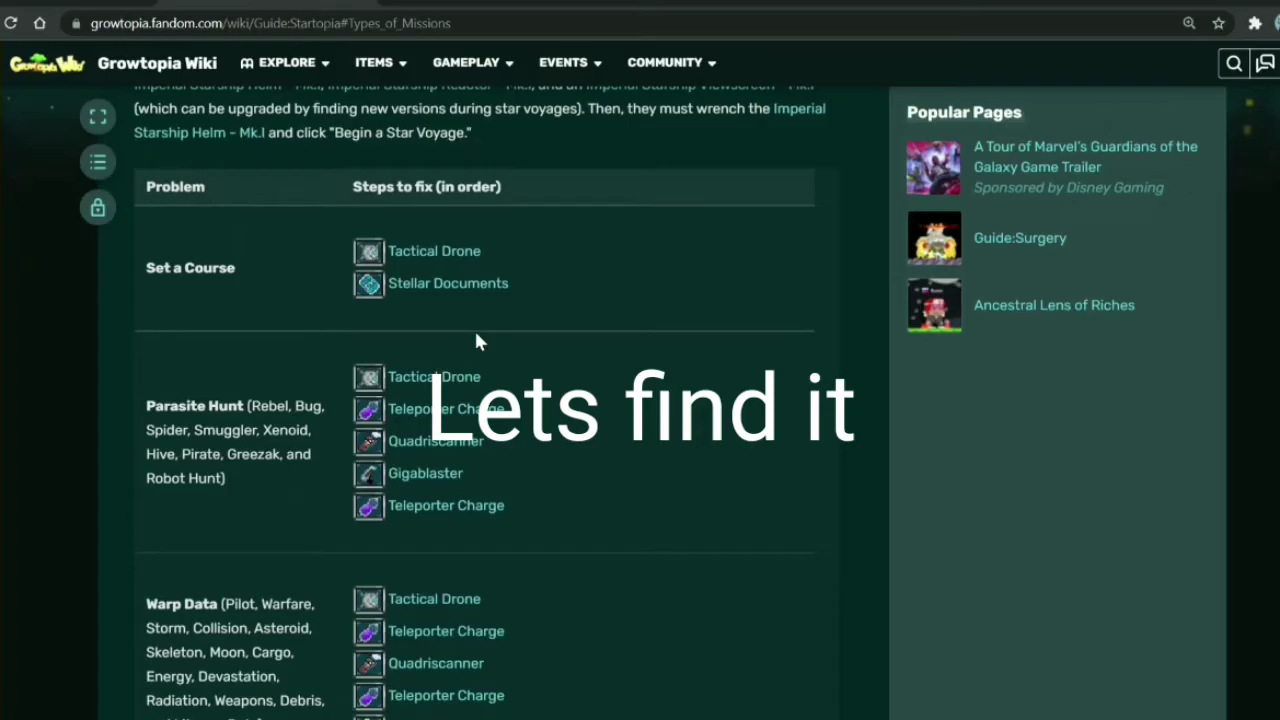 growtopia.fandom.com/wiki/Guide:Startopia#Types_of_Missions
Growtopia Wiki
Growtopia Wiki
EXPLORE
ITEMS
GAMEPLAY
EVENTS
COMMUNITY
(which can be upgraded by finding new versions during star voyages). Then, they must wrench the Imperial
Starship Helm - Mk.I and click "Begin a Star Voyage."
Problem
Steps to fix (in order)
Set a Course
Tactical Drone
Stellar Documents
Parasite Hunt (Rebel, Bug,
Spider, Smuggler, Xenoid,
Hive, Pirate, Greezak, and
Robot Hunt)
Tactical Drone
Teleporter Charge
Quadriscanner
Gigablaster
Teleporter Charge
Lets find it
Warp Data (Pilot, Warfare,
Storm, Collision, Asteroid,
Skeleton, Moon, Cargo,
Energy, Devastation,
Radiation, Weapons, Debris,
Tactical Drone
Teleporter Charge
Quadriscanner
Teleporter Charge
Popular Pages
A Tour of Marvel's Guardians of the
Galaxy Game Trailer
Sponsored by Disney Gaming
Guide:Surgery
Ancestral Lens of Riches